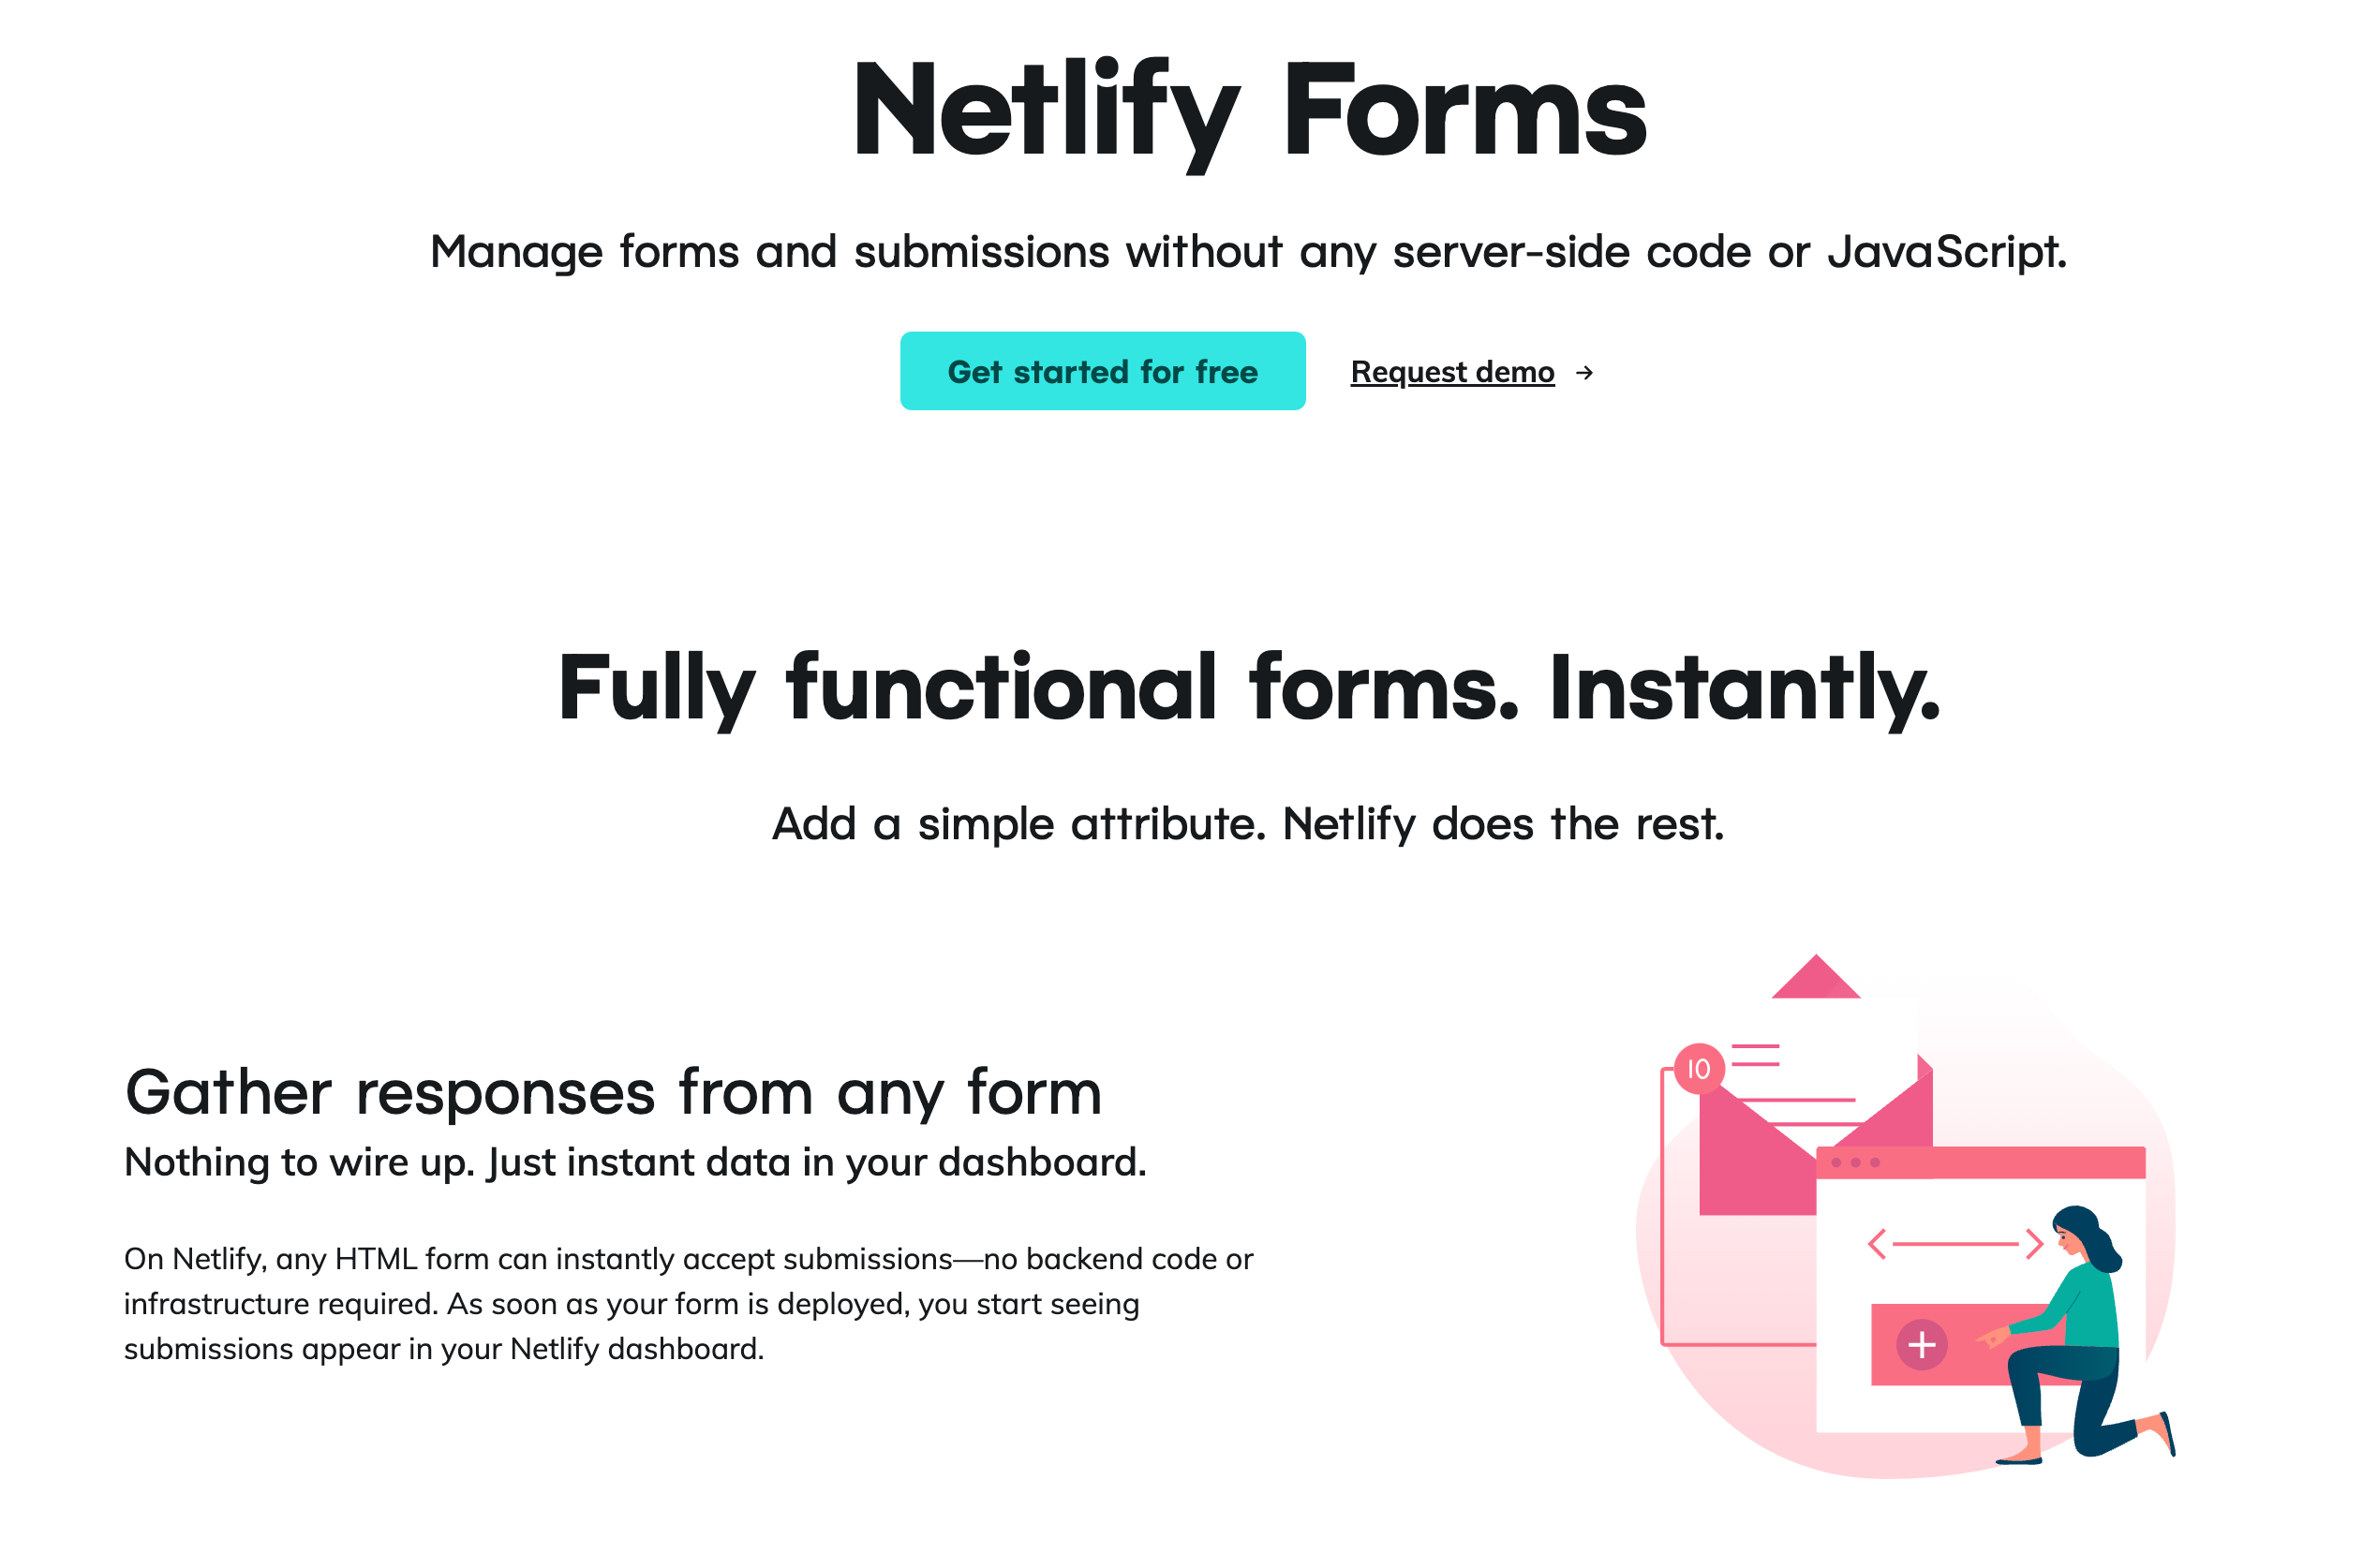 Netlify Forms
Manage forms and submissions without any server-side code or JavaScript.
Get started for free
Request demo →
Fully functional forms. Instantly.
Add a simple attribute. Netlify does the rest.
Gather responses from any form
Nothing to wire up. Just instant data in your dashboard.
On Netlify, any HTML form can instantly accept submissions—no backend code or
infrastructure required. As soon as your form is deployed, you start seeing
submissions appear in your Netlify dashboard.
10